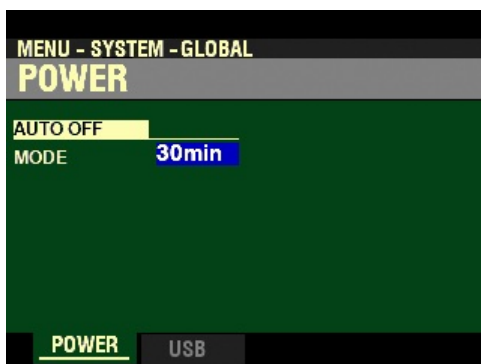 MENU - SYSTEM - GLOBAL
POWER
AUTO OFF
MODE 30min
POWER USB